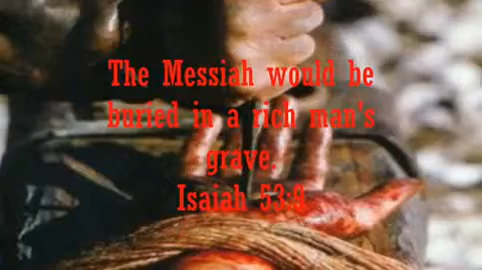 The Messiah would be
buried in a rich man's
grave.
Isaiah 53:9